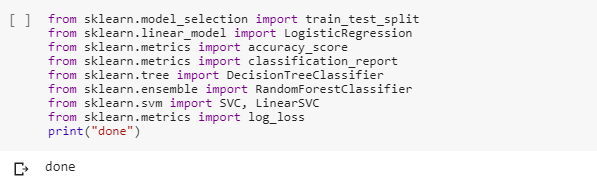 [ ] from sklearn.model_selection import train_test_split
from sklearn.linear_model import LogisticRegression
from sklearn.metrics import accuracy_score
from sklearn.metrics import classification_report
from sklearn.tree import DecisionTreeClassifier
from sklearn.ensemble import RandomForestClassifier
from sklearn.svm import SVC, LinearSVC
from sklearn.metrics import log_loss
print("done")
done